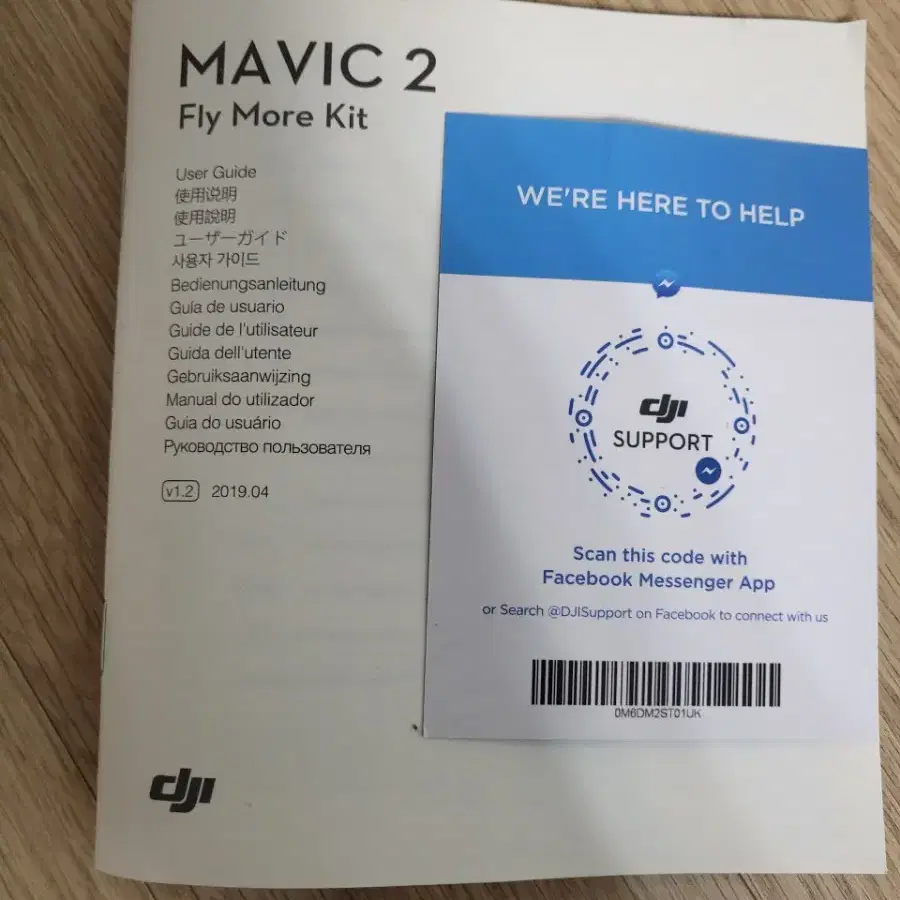 MAVIC 2
Fly More Kit
User Guide
使用说明
使用說明
ユーザーガイド
사용자 가이드
Bedienungsanleitung
Guía de usuario
Guide de l'utilisateur
Guida dell'utente
Gebruiksaanwijzing
Manual do utilizador
Guia do usuário
Руководство пользователя
v1.2 2019.04
dji
WE'RE HERE TO HELP
dji
SUPPORT
Scan this code with
Facebook Messenger App
or Search @DJISupport on Facebook to connect with us
0M6DM2ST01UK